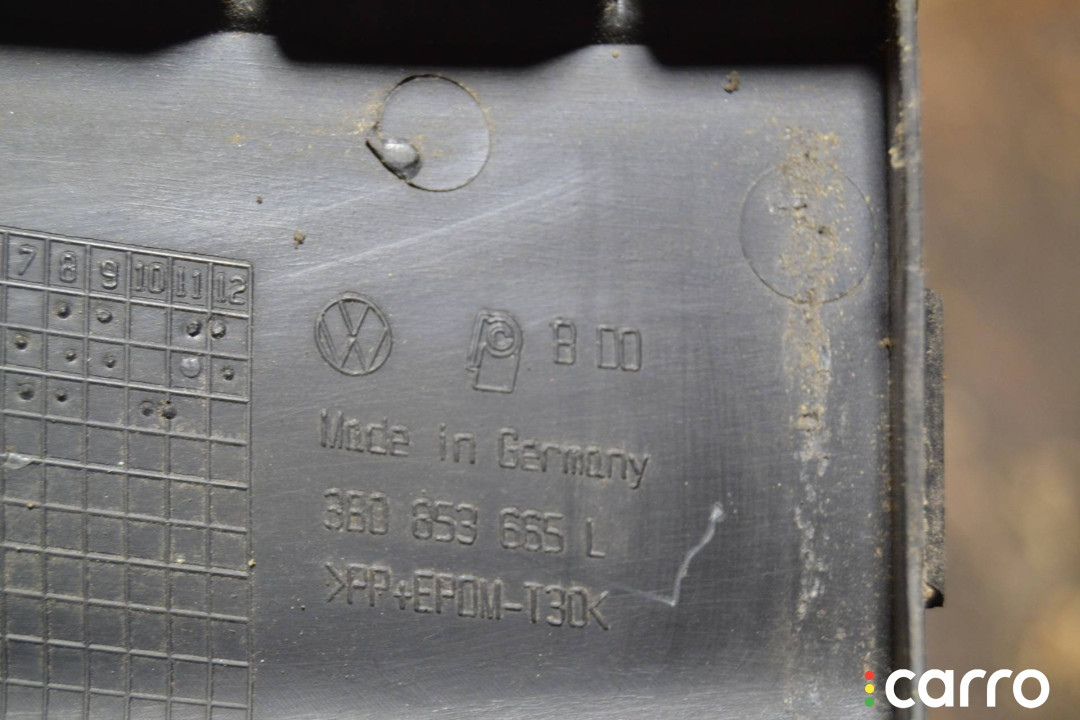 7 8 9 10 11 12
B 00
Made in Germany
3B0 853 665 L
>PP+EPDM-T30<
carro